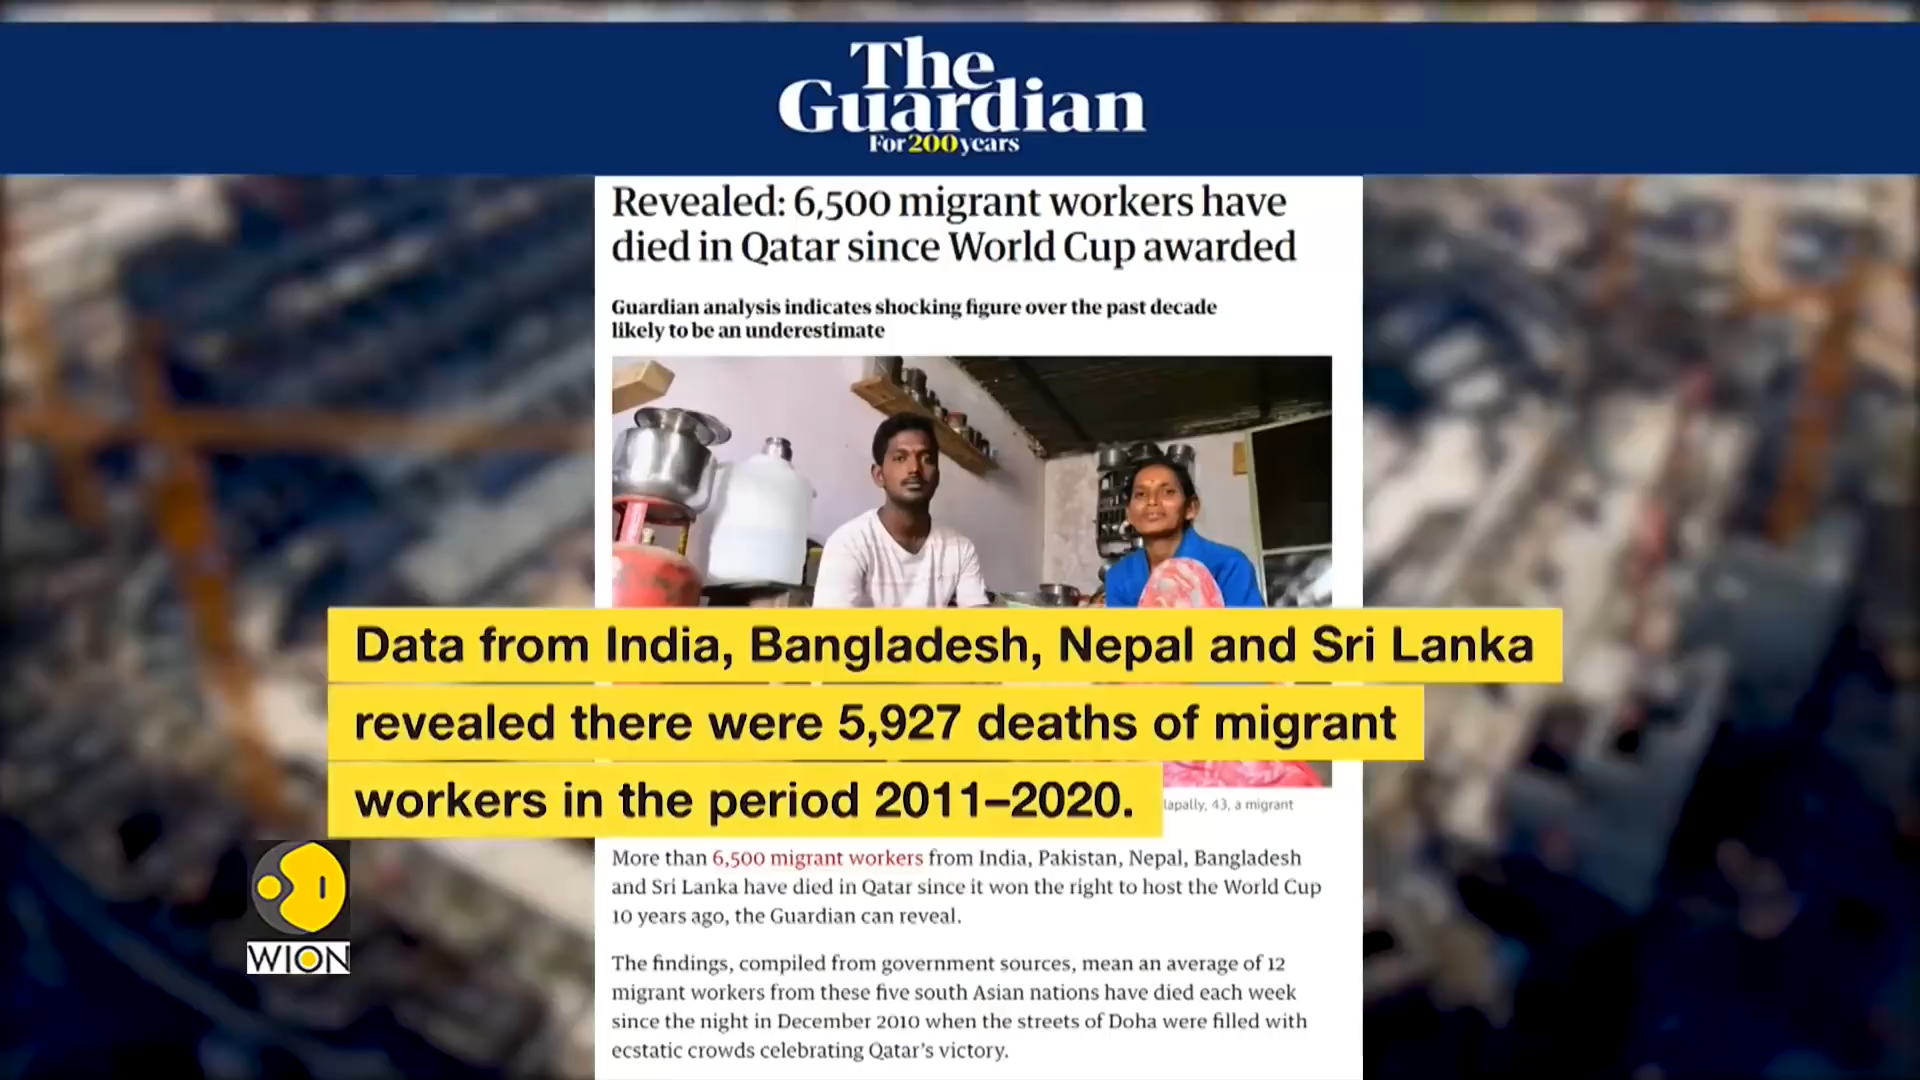 The
Guardian
For 200 years
Revealed: 6,500 migrant workers have
died in Qatar since World Cup awarded
Guardian analysis indicates shocking figure over the past decade
likely to be an underestimate
Data from India, Bangladesh, Nepal and Sri Lanka
revealed there were 5,927 deaths of migrant
workers in the period 2011–2020.
lapally, 43, a migrant
More than 6,500 migrant workers from India, Pakistan, Nepal, Bangladesh
and Sri Lanka have died in Qatar since it won the right to host the World Cup
10 years ago, the Guardian can reveal.
WION
The findings, compiled from government sources, mean an average of 12
migrant workers from these five south Asian nations have died each week
since the night in December 2010 when the streets of Doha were filled with
ecstatic crowds celebrating Qatar's victory.